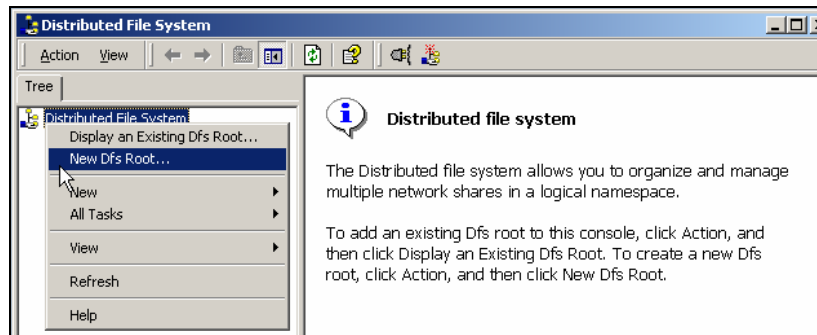 Distributed File System
Action View
Tree
Distributed File System
Display an Existing Dfs Root...
New Dfs Root...
New
All Tasks
View
Refresh
Help
Distributed file system
The Distributed file system allows you to organize and manage
multiple network shares in a logical namespace.
To add an existing Dfs root to this console, click Action, and
then click Display an Existing Dfs Root. To create a new Dfs
root, click Action, and then click New Dfs Root.